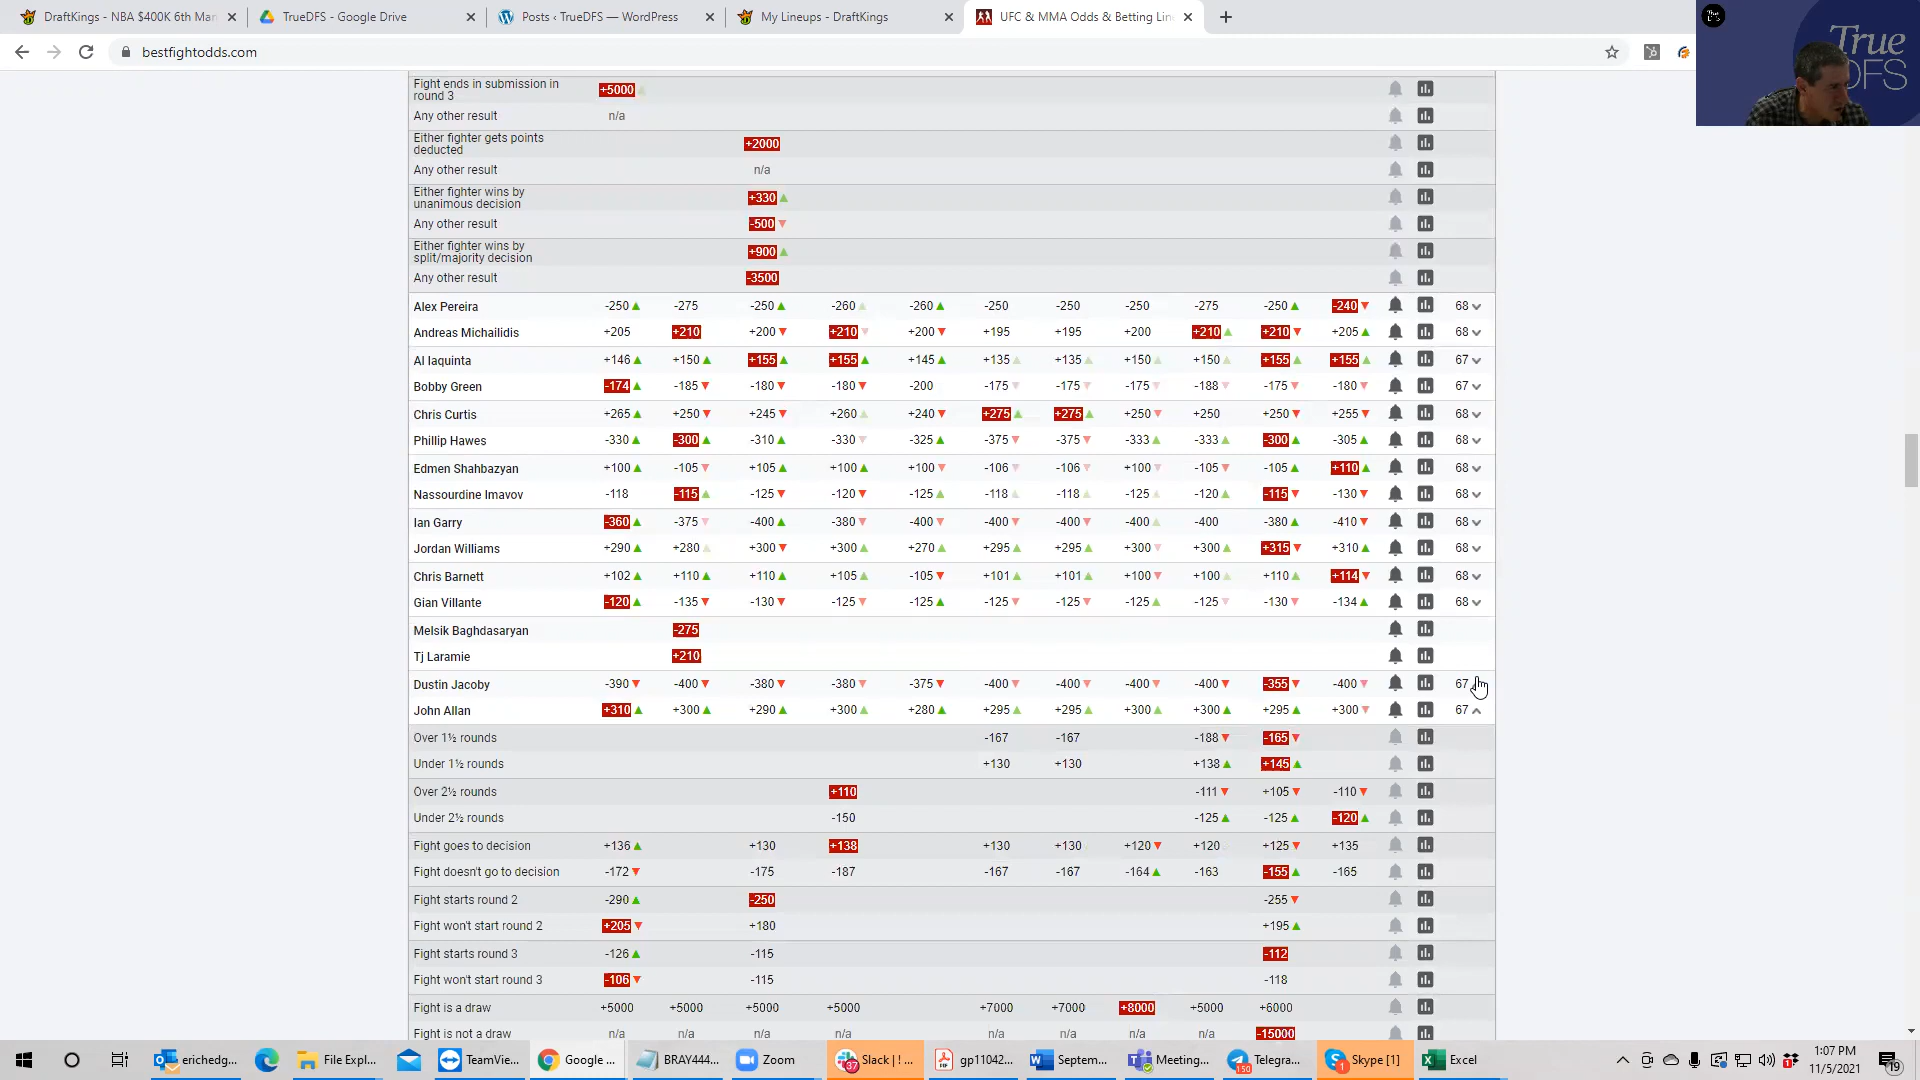 DraftKings - NBA $400K 6th Man
TrueDFS - Google Drive
Posts ‹ TrueDFS — WordPress
My Lineups - DraftKings
UFC & MMA Odds & Betting Lin
bestfightodds.com
True
DFS
Fight ends in submission in
round 3 +5000
Any other result n/a
Either fighter gets points
deducted +2000
Any other result n/a
Either fighter wins by
unanimous decision +330
Any other result -500
Either fighter wins by
split/majority decision +900
Any other result -3500
Alex Pereira -250 -275 -250 -260 -260 -250 -250 -250 -275 -250 -240 68
Andreas Michailidis +205 +210 +200 +210 +200 +195 +195 +200 +210 +210 +205 68
Al Iaquinta +146 +150 +155 +155 +145 +135 +135 +150 +150 +155 +155 67
Bobby Green -174 -185 -180 -180 -200 -175 -175 -175 -188 -175 -180 67
Chris Curtis +265 +250 +245 +260 +240 +275 +275 +250 +250 +250 +255 68
Phillip Hawes -330 -300 -310 -330 -325 -375 -375 -333 -333 -300 -305 68
Edmen Shahbazyan +100 -105 +105 +100 +100 -106 -106 +100 -105 -105 +110 68
Nassourdine Imavov -118 -115 -125 -120 -125 -118 -118 -125 -120 -115 -130 68
Ian Garry -360 -375 -400 -380 -400 -400 -400 -400 -400 -380 -410 68
Jordan Williams +290 +280 +300 +300 +270 +295 +295 +300 +300 +315 +310 68
Chris Barnett +102 +110 +110 +105 -105 +101 +101 +100 +100 +110 +114 68
Gian Villante -120 -135 -130 -125 -125 -125 -125 -125 -125 -130 -134 68
Melsik Baghdasaryan -275
Tj Laramie +210
Dustin Jacoby -390 -400 -380 -380 -375 -400 -400 -400 -400 -355 -400 67
John Allan +310 +300 +290 +300 +280 +295 +295 +300 +300 +295 +300 67
Over 1½ rounds -167 -167 -188 -165
Under 1½ rounds +130 +130 +138 +145
Over 2½ rounds +110 -111 +105 -110
Under 2½ rounds -150 -125 -125 -120
Fight goes to decision +136 +130 +138 +130 +130 +120 +120 +125 +135
Fight doesn't go to decision -172 -175 -187 -167 -167 -164 -163 -155 -165
Fight starts round 2 -290 -250 -255
Fight won't start round 2 +205 +180 +195
Fight starts round 3 -126 -115 -112
Fight won't start round 3 -106 -115 -118
Fight is a draw +5000 +5000 +5000 +5000 +7000 +7000 +8000 +5000 +6000
Fight is not a draw n/a n/a n/a n/a n/a n/a n/a n/a -15000
erichedg...
File Expl...
TeamVie...
Google ...
BRAY444...
Zoom
37 Slack | ! ...
gp11042...
Septem...
Meeting...
150 Telegra...
1 Skype [1]
Excel
1:07 PM
11/5/2021
19